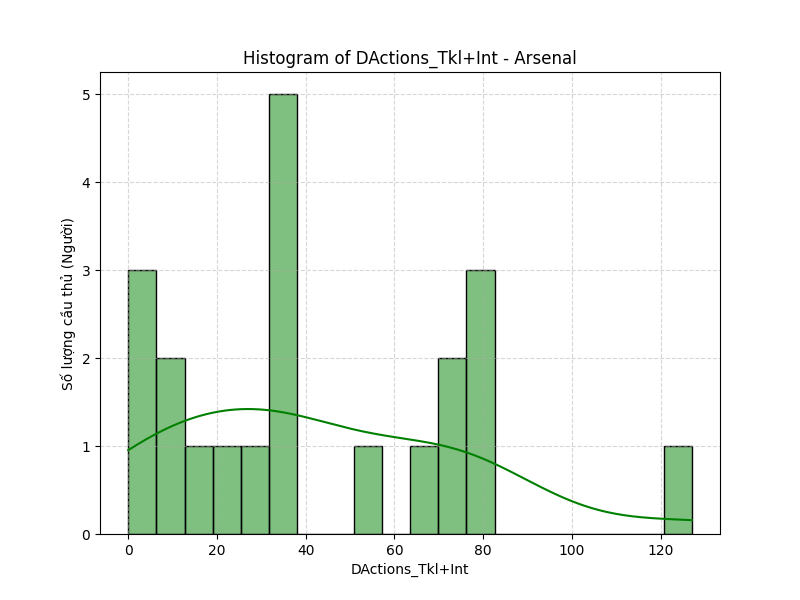 Histogram of DActions_Tkl+Int - Arsenal
5
4
3
2
1
0
Số lượng cầu thủ (Người)
0 20 40 60 80 100 120
DActions_Tkl+Int